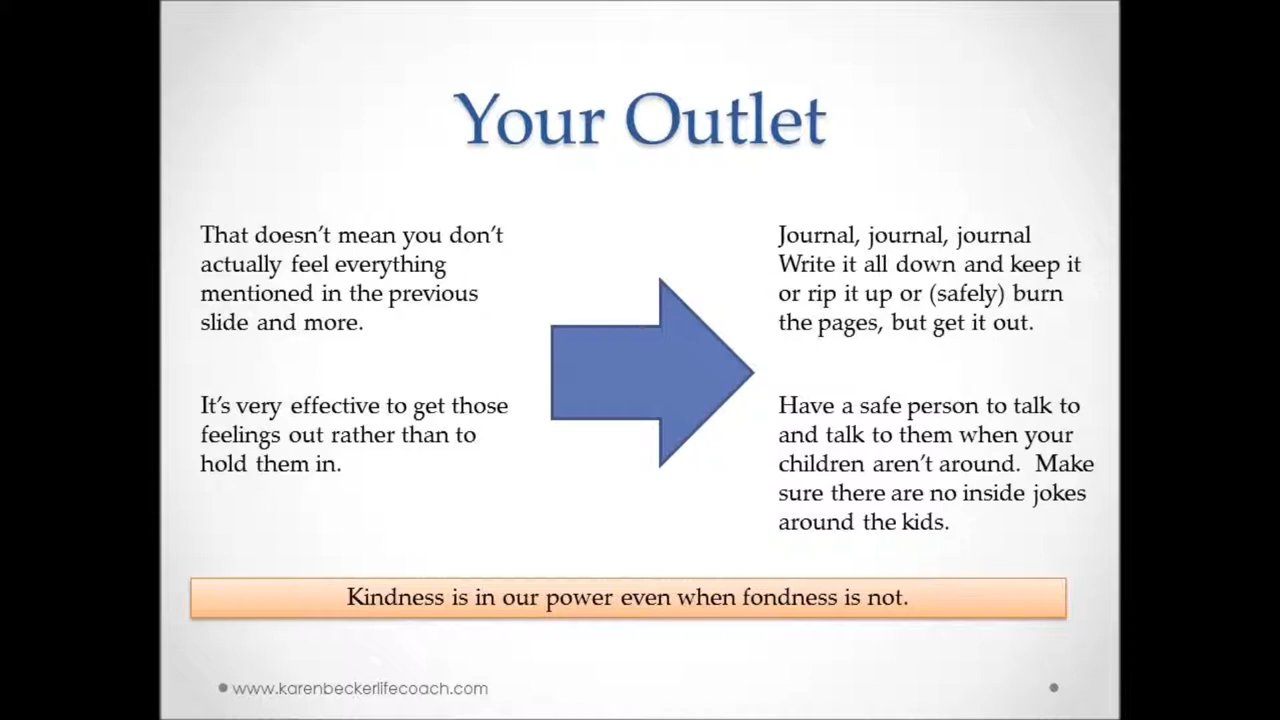 Your Outlet
That doesn’t mean you don’t
actually feel everything
mentioned in the previous
slide and more.
It’s very effective to get those
feelings out rather than to
hold them in.
Journal, journal, journal
Write it all down and keep it
or rip it up or (safely) burn
the pages, but get it out.
Have a safe person to talk to
and talk to them when your
children aren’t around.  Make
sure there are no inside jokes
around the kids.
Kindness is in our power even when fondness is not.
www.karenbeckerlifecoach.com